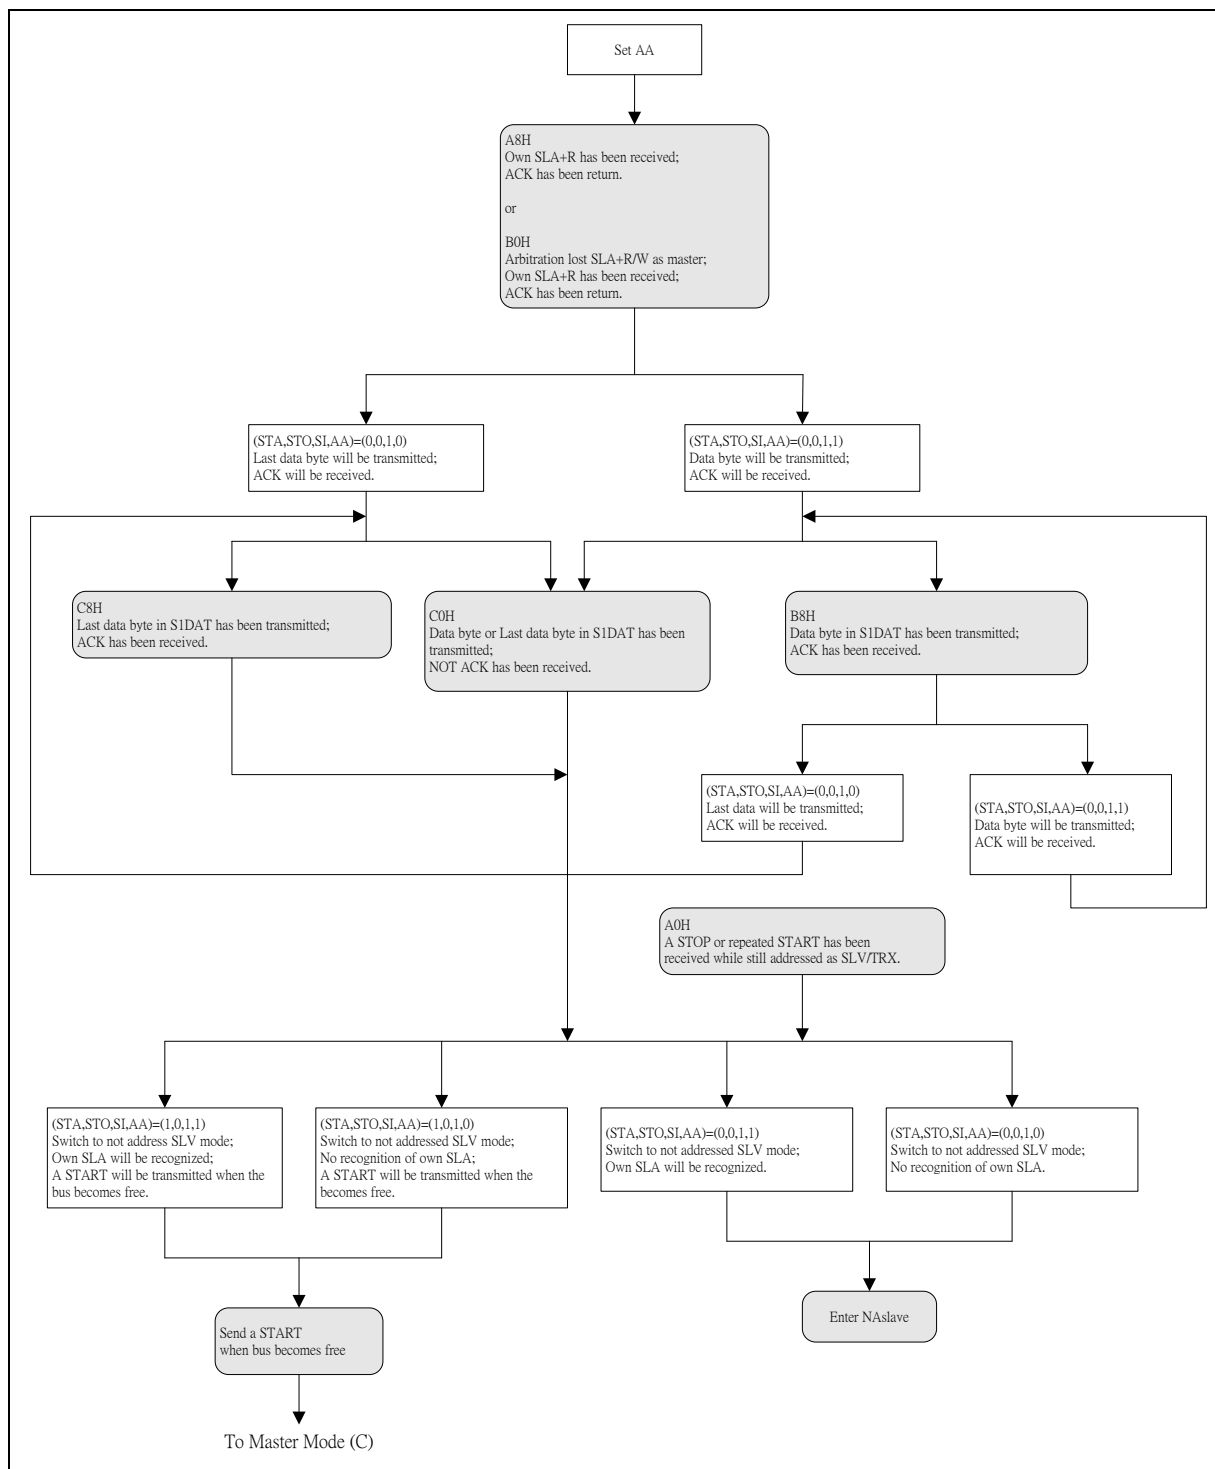 Set AA
A8H
Own SLA+R has been received;
ACK has been return.
or
B0H
Arbitration lost SLA+R/W as master;
Own SLA+R has been received;
ACK has been return.
(STA,STO,SI,AA)=(0,0,1,0)
Last data byte will be transmitted;
ACK will be received.
(STA,STO,SI,AA)=(0,0,1,1)
Data byte will be transmitted;
ACK will be received.
C8H
Last data byte in S1DAT has been transmitted;
ACK has been received.
C0H
Data byte or Last data byte in S1DAT has been
transmitted;
NOT ACK has been received.
B8H
Data byte in S1DAT has been transmitted;
ACK has been received.
(STA,STO,SI,AA)=(0,0,1,0)
Last data will be transmitted;
ACK will be received.
(STA,STO,SI,AA)=(0,0,1,1)
Data byte will be transmitted;
ACK will be received.
A0H
A STOP or repeated START has been
received while still addressed as SLV/TRX.
(STA,STO,SI,AA)=(1,0,1,1)
Switch to not address SLV mode;
Own SLA will be recognized;
A START will be transmitted when the
bus becomes free.
(STA,STO,SI,AA)=(1,0,1,0)
Switch to not addressed SLV mode;
No recognition of own SLA;
A START will be transmitted when the
becomes free.
(STA,STO,SI,AA)=(0,0,1,1)
Switch to not addressed SLV mode;
Own SLA will be recognized.
(STA,STO,SI,AA)=(0,0,1,0)
Switch to not addressed SLV mode;
No recognition of own SLA.
Send a START
when bus becomes free
Enter NAslave
To Master Mode (C)